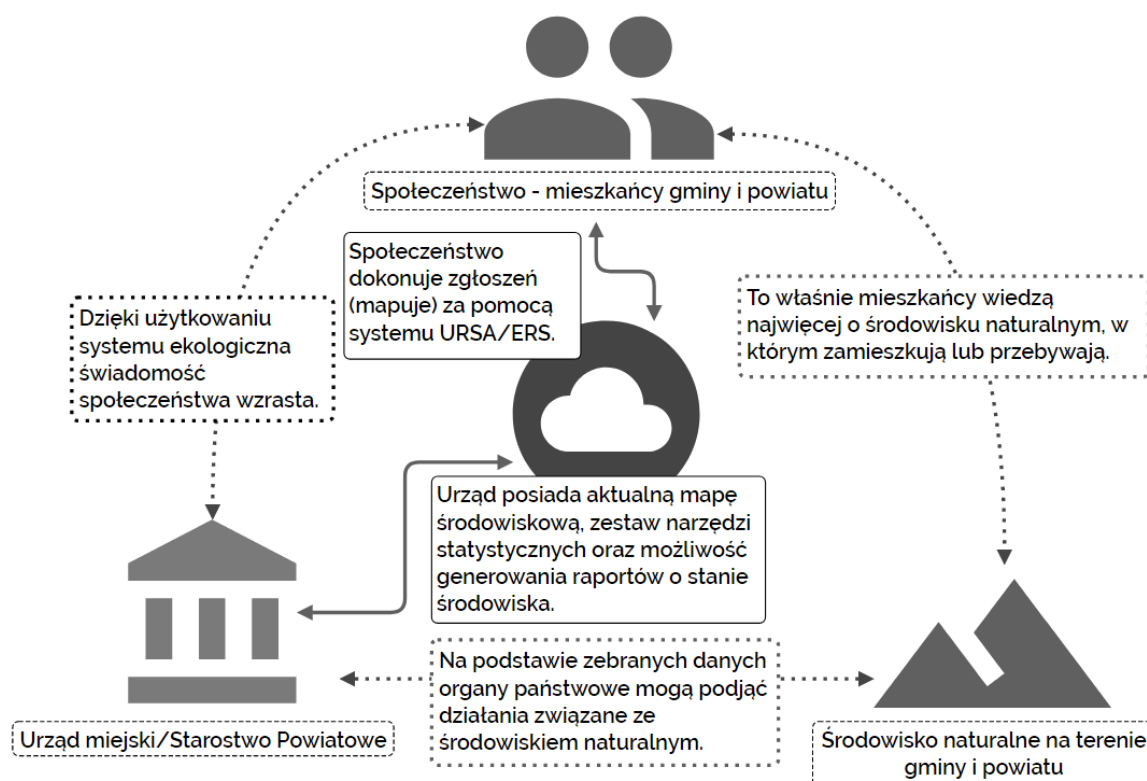 Społeczeństwo - mieszkańcy gminy i powiatu
Społeczeństwo
dokonuje zgłoszeń
(mapuje) za pomocą
systemu URSA/ERS.
Dzięki użytkowaniu
systemu ekologiczna
świadomość
społeczeństwa wzrasta.
To właśnie mieszkańcy wiedzą
najwięcej o środowisku naturalnym, w
którym zamieszkują lub przebywają.
Urząd posiada aktualną mapę
środowiskową, zestaw narzędzi
statystycznych oraz możliwość
generowania raportów o stanie
środowiska.
Na podstawie zebranych danych
organy państwowe mogą podjąć
działania związane ze
środowiskiem naturalnym.
Urząd miejski/Starostwo Powiatowe
Środowisko naturalne na terenie
gminy i powiatu